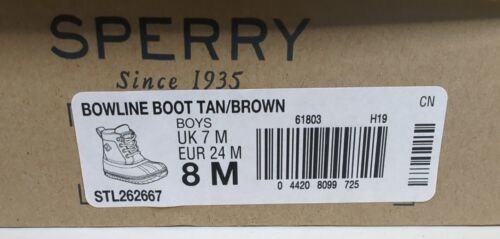 SPERRY
Since 1935
BOWLINE BOOT TAN/BROWN
CN
BOYS
UK 7 M
EUR 24 M
8 M
61803 H19
0 4420 8099 725
STL262667